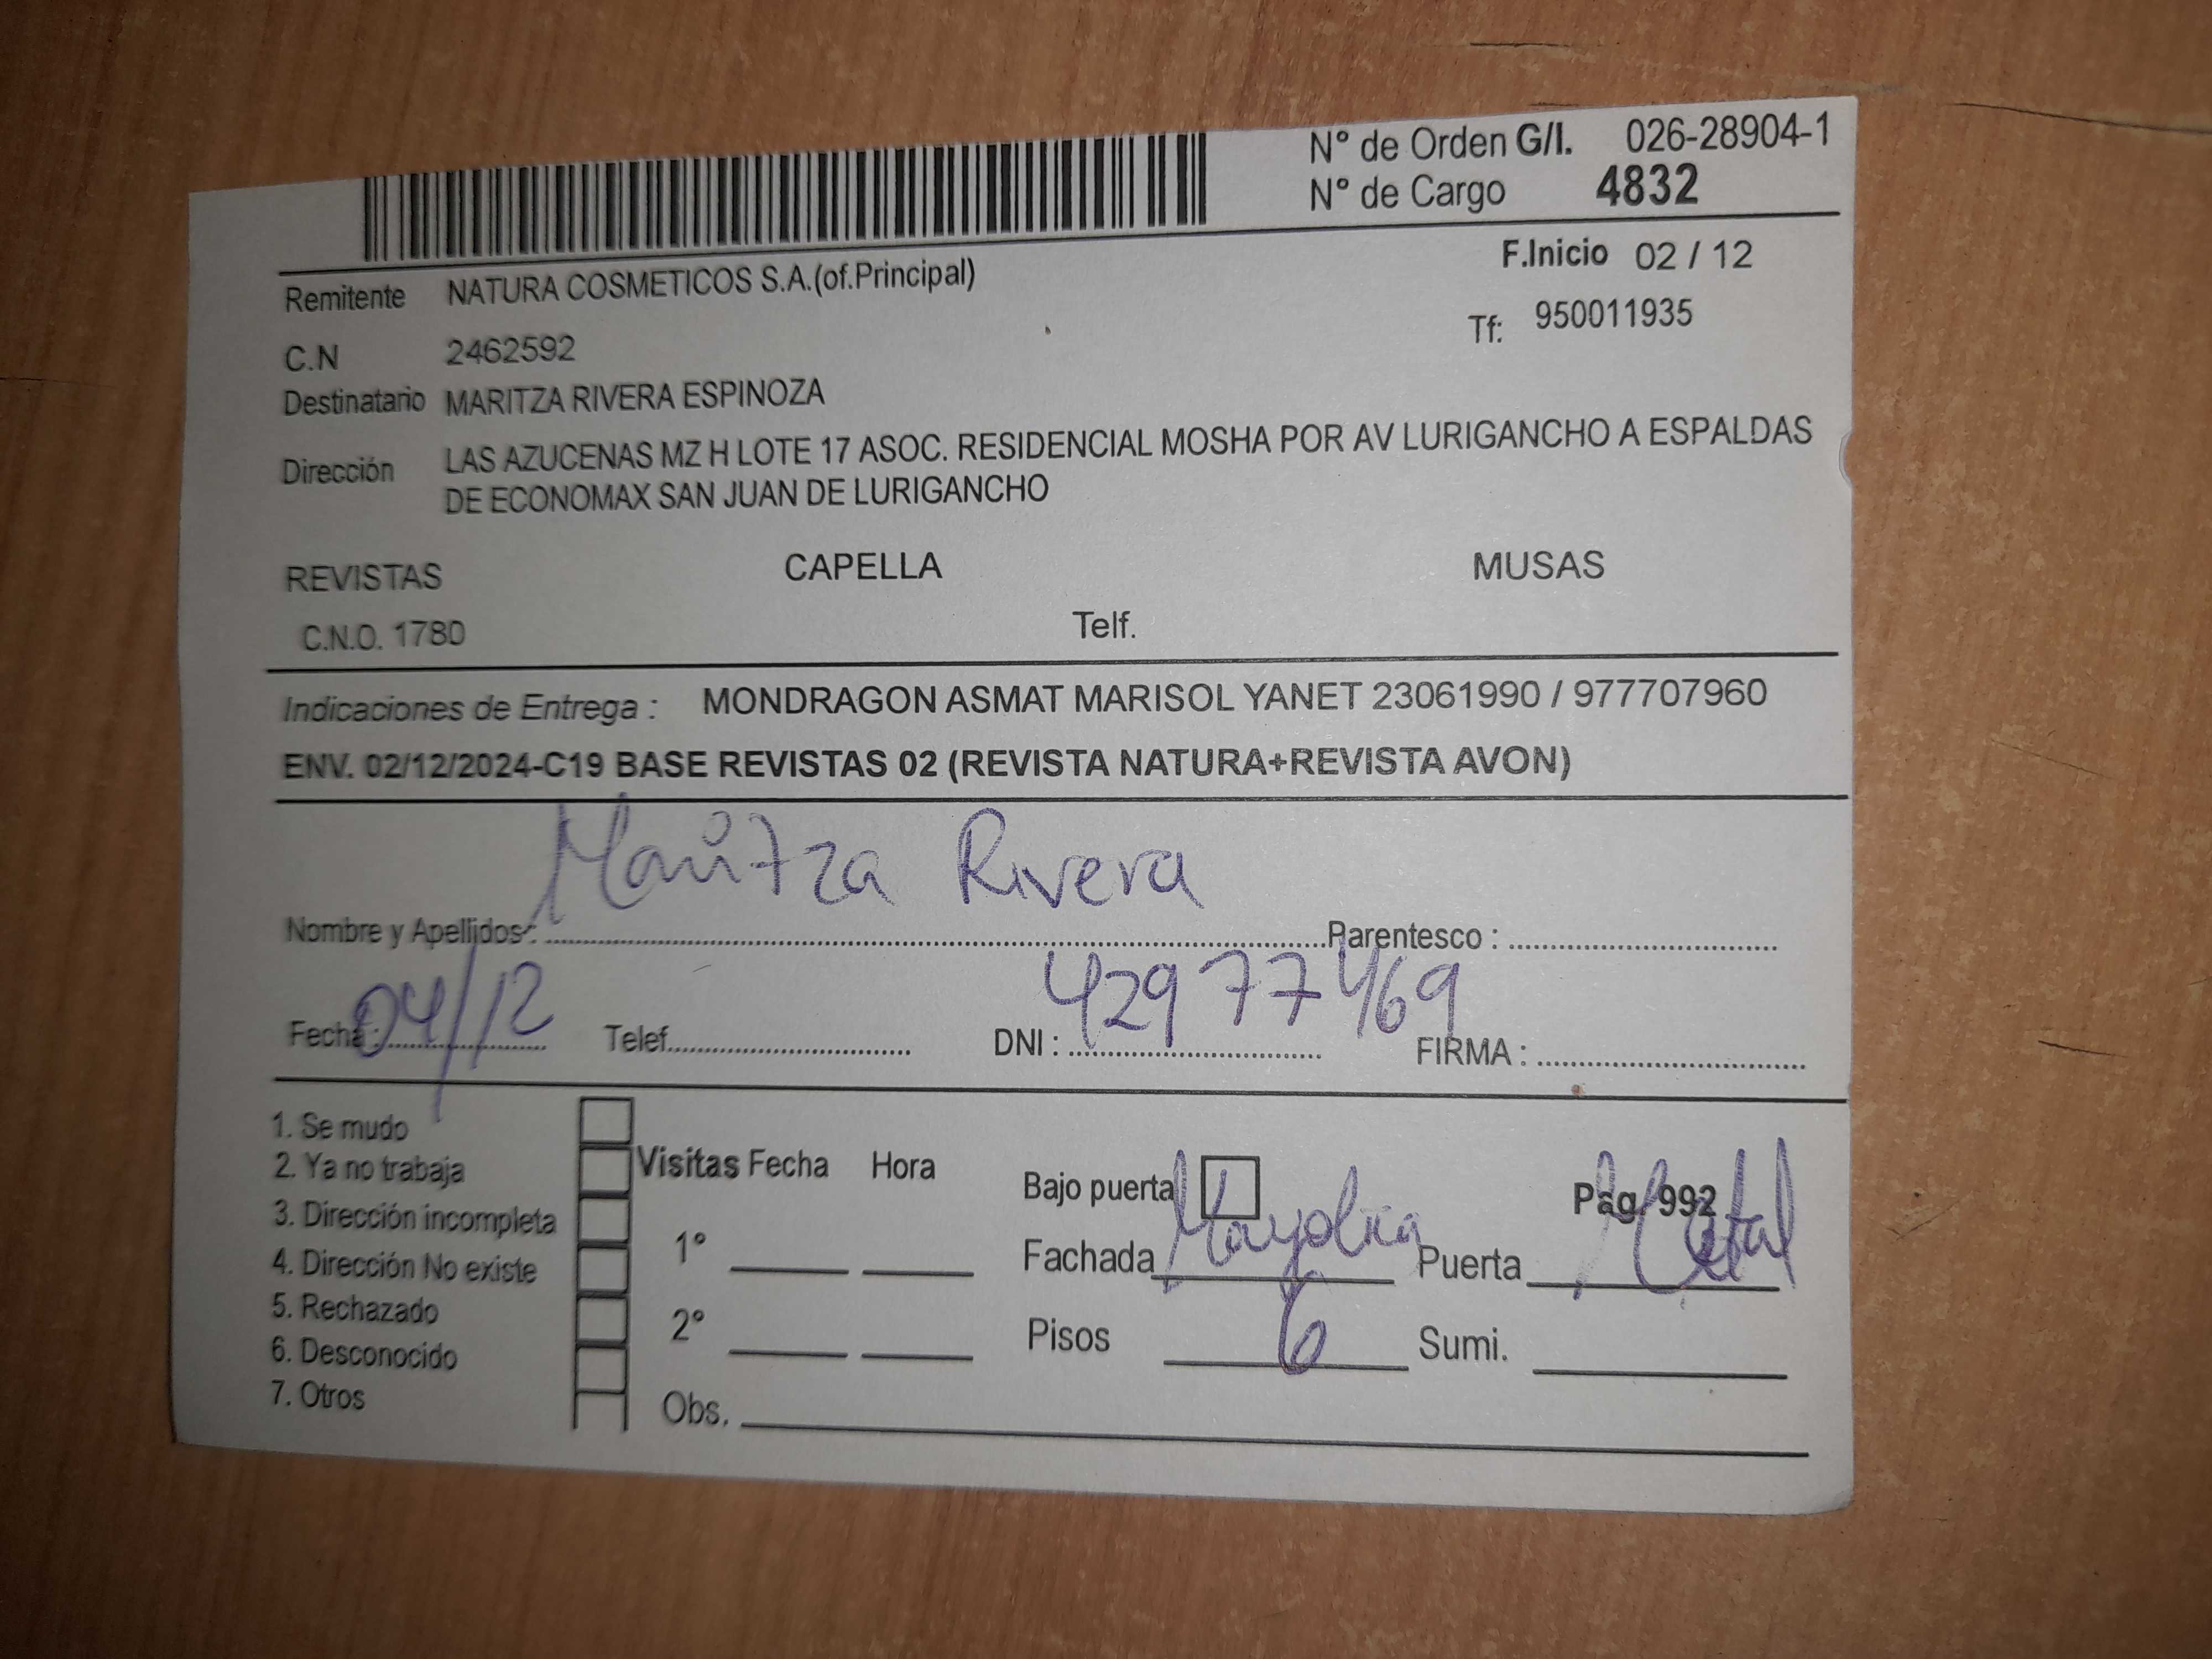 N° de Orden G/I. 026-28904-1
N° de Cargo 4832
F.Inicio 02 / 12
Remitente NATURA COSMETICOS S.A.(of.Principal)
Tf: 950011935
C.N 2462592
Destinatario MARITZA RIVERA ESPINOZA
Dirección LAS AZUCENAS MZ H LOTE 17 ASOC. RESIDENCIAL MOSHA POR AV LURIGANCHO A ESPALDAS
DE ECONOMAX SAN JUAN DE LURIGANCHO
REVISTAS CAPELLA MUSAS
C.N.O. 1780 Telf.
Indicaciones de Entrega : MONDRAGON ASMAT MARISOL YANET 23061990 / 977707960
ENV. 02/12/2024-C19 BASE REVISTAS 02 (REVISTA NATURA+REVISTA AVON)
Nombre y Apellidos : Maritza Rivera Parentesco :
Fecha : 04/12 Telef. DNI : 42977469 FIRMA :
1. Se mudo
2. Ya no trabaja
3. Dirección incompleta
4. Dirección No existe
5. Rechazado
6. Desconocido
7. Otros
Visitas Fecha Hora
1°
2°
Obs.
Bajo puerta Pag. 992
Fachada Mayolica Puerta Metal
Pisos 6 Sumi.